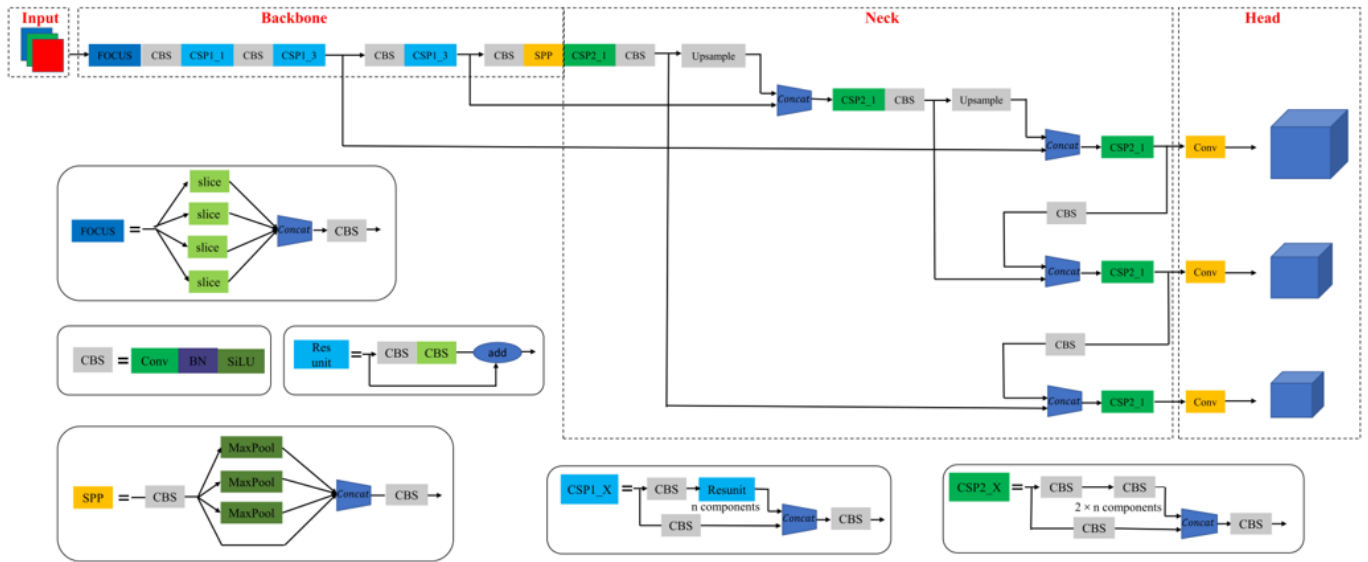 Input
Backbone
Neck
Head
FOCUS CBS CSP1_1 CBS CSP1_3 CBS CSP1_3 CBS SPP CSP2_1 CBS Upsample
Concat CSP2_1 CBS Upsample
Concat CSP2_1 Conv
CBS
Concat CSP2_1 Conv
CBS
Concat CSP2_1 Conv
FOCUS =
slice
slice
slice
slice
Concat CBS
CBS = Conv BN SiLU
Res
unit
= CBS CBS add
SPP = CBS
MaxPool
MaxPool
MaxPool
Concat CBS
CSP1_X = CBS Resunit
n components
CBS
Concat CBS
CSP2_X = CBS CBS
2 × n components
CBS
Concat CBS